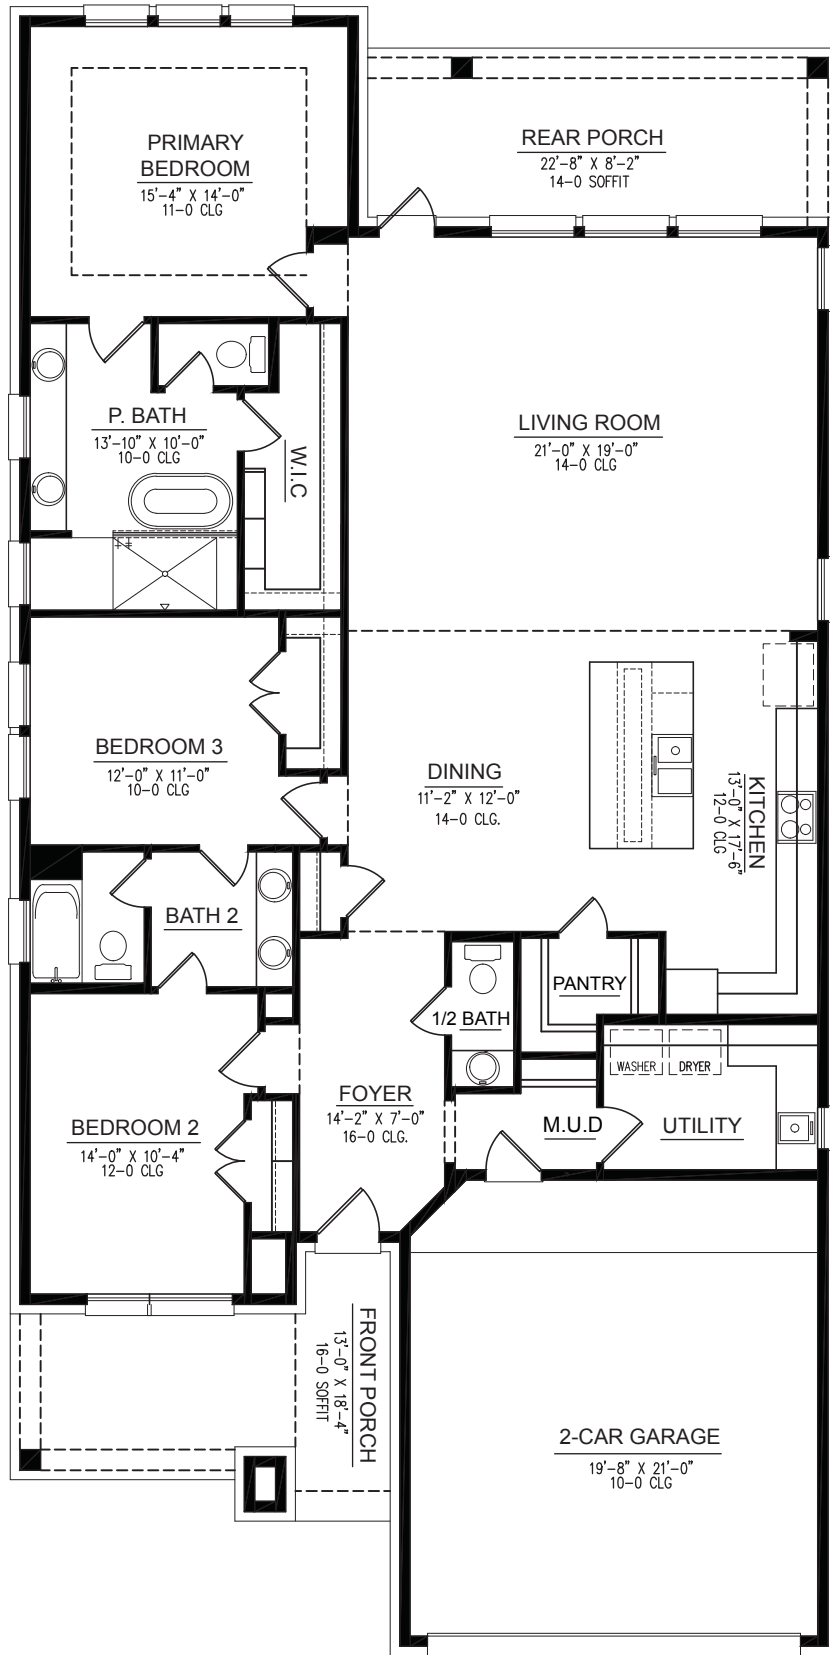 PRIMARY
BEDROOM
15'-4" X 14'-0"
11-0 CLG
REAR PORCH
22'-8" X 8'-2"
14-0 SOFFIT
P. BATH
13'-10" X 10'-0"
10-0 CLG
W.I.C
LIVING ROOM
21'-0" X 19'-0"
14-0 CLG
BEDROOM 3
12'-0" X 11'-0"
10-0 CLG
DINING
11'-2" X 12'-0"
14-0 CLG.
KITCHEN
13'-0" X 17'-6"
12-0 CLG
BATH 2
PANTRY
1/2 BATH
WASHER
DRYER
FOYER
14'-2" X 7'-0"
16-0 CLG.
M.U.D
UTILITY
BEDROOM 2
14'-0" X 10'-4"
12-0 CLG
FRONT PORCH
13'-0" X 18'-4"
16-0 SOFFIT
2-CAR GARAGE
19'-8" X 21'-0"
10-0 CLG